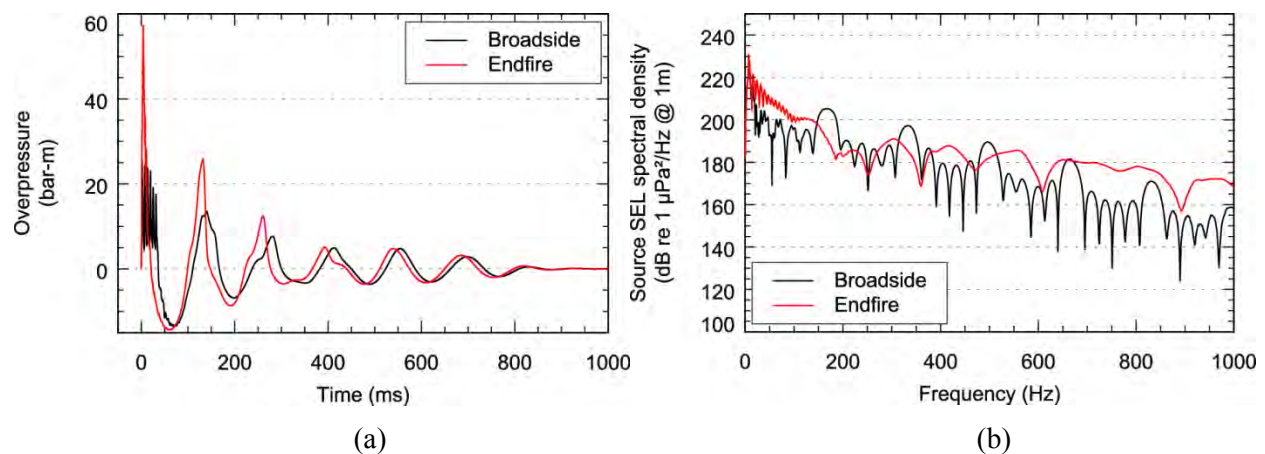 60
40
20
0
Overpressure
(bar-m)
Broadside
Endfire
0 200 400 600 800 1000
Time (ms)
(a)
240
220
200
180
160
140
120
100
Source SEL spectral density
(dB re 1 µPa²/Hz @ 1m)
Broadside
Endfire
0 200 400 600 800 1000
Frequency (Hz)
(b)